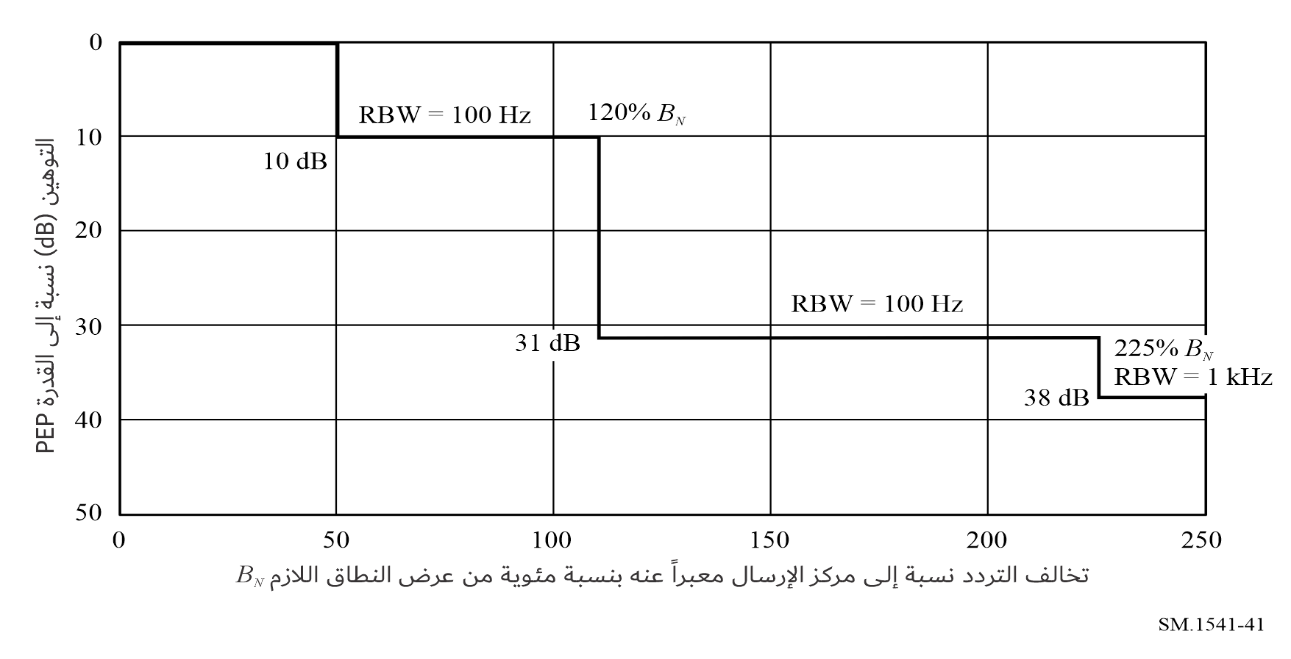 0
RBW = 100 Hz
120% B_N
10
10 dB
20
RBW = 100 Hz
30
31 dB
225% B_N
RBW = 1 kHz
38 dB
40
50
التوهين (dB) نسبة إلى القدرة PEP
0 50 100 150 200 250
تخالف التردد نسبة إلى مركز الإرسال معبراً عنه بنسبة مئوية من عرض النطاق اللازم B_N
SM.1541-41